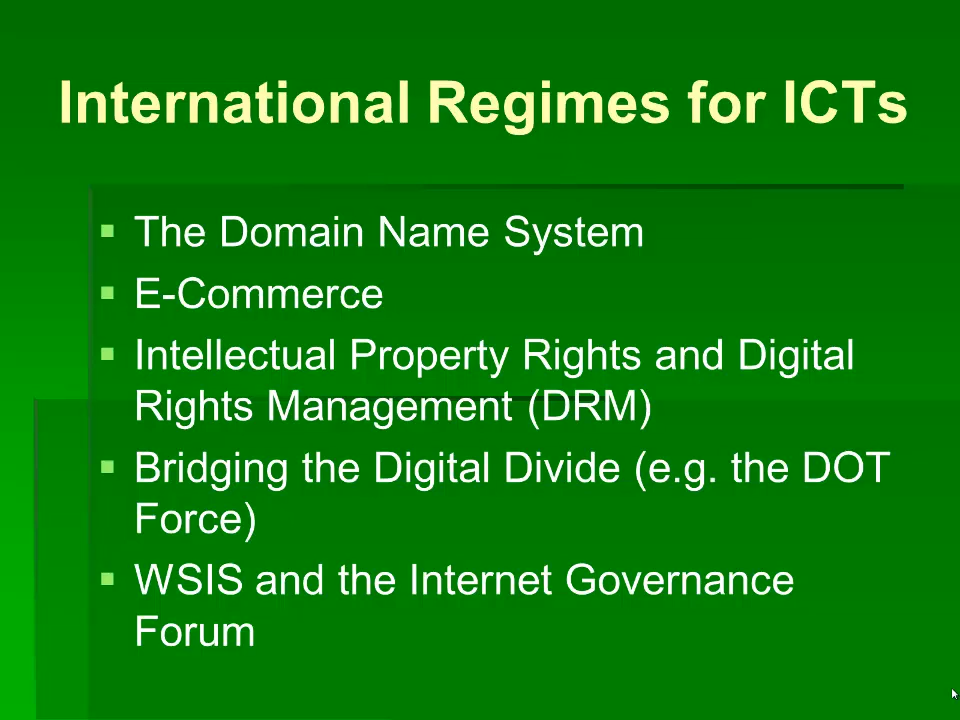 International Regimes for ICTs
The Domain Name System
E-Commerce
Intellectual Property Rights and Digital
Rights Management (DRM)
Bridging the Digital Divide (e.g. the DOT
Force)
WSIS and the Internet Governance
Forum